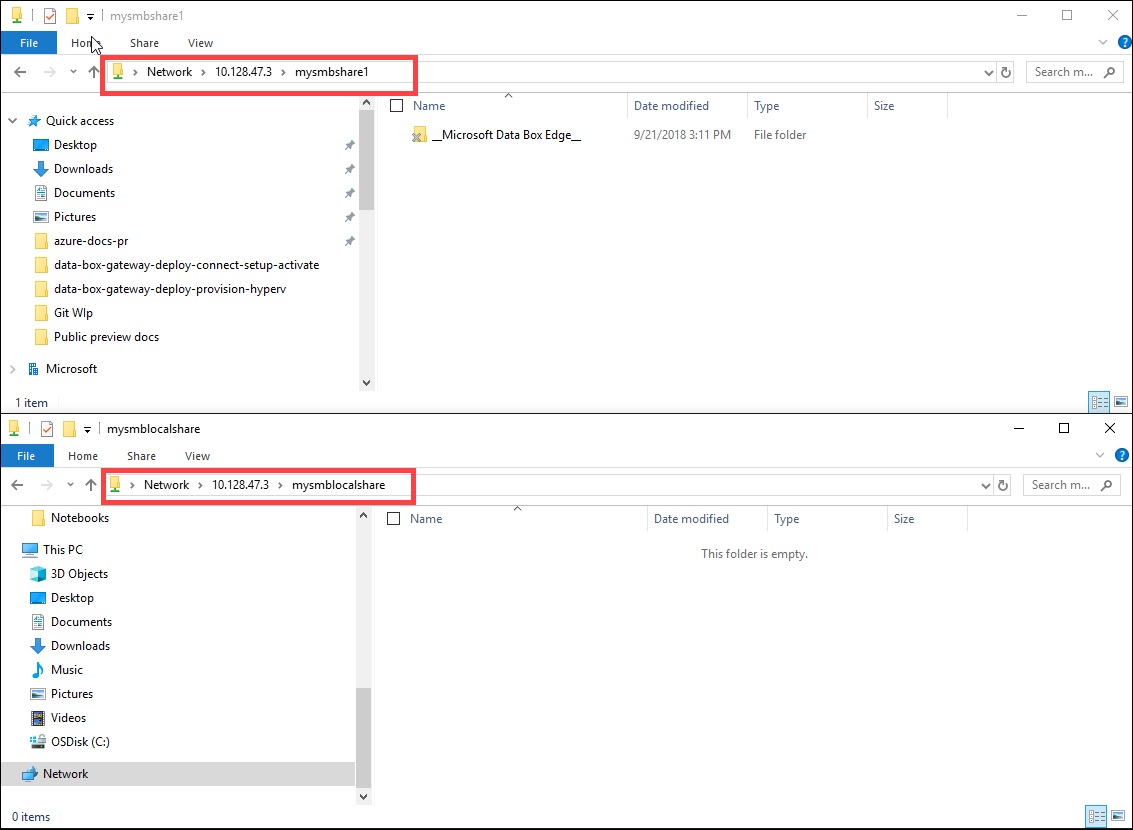 mysmbshare1
File Home Share View
Network 10.128.47.3 mysmbshare1 Search m...
Name Date modified Type Size
Quick access
__Microsoft Data Box Edge__ 9/21/2018 3:11 PM File folder
Desktop
Downloads
Documents
Pictures
azure-docs-pr
data-box-gateway-deploy-connect-setup-activate
data-box-gateway-deploy-provision-hyperv
Git WIp
Public preview docs
Microsoft
1 item
mysmblocalshare
File Home Share View
Network 10.128.47.3 mysmblocalshare Search m...
Notebooks
Name Date modified Type Size
This folder is empty.
This PC
3D Objects
Desktop
Documents
Downloads
Music
Pictures
Videos
OSDisk (C:)
Network
0 items